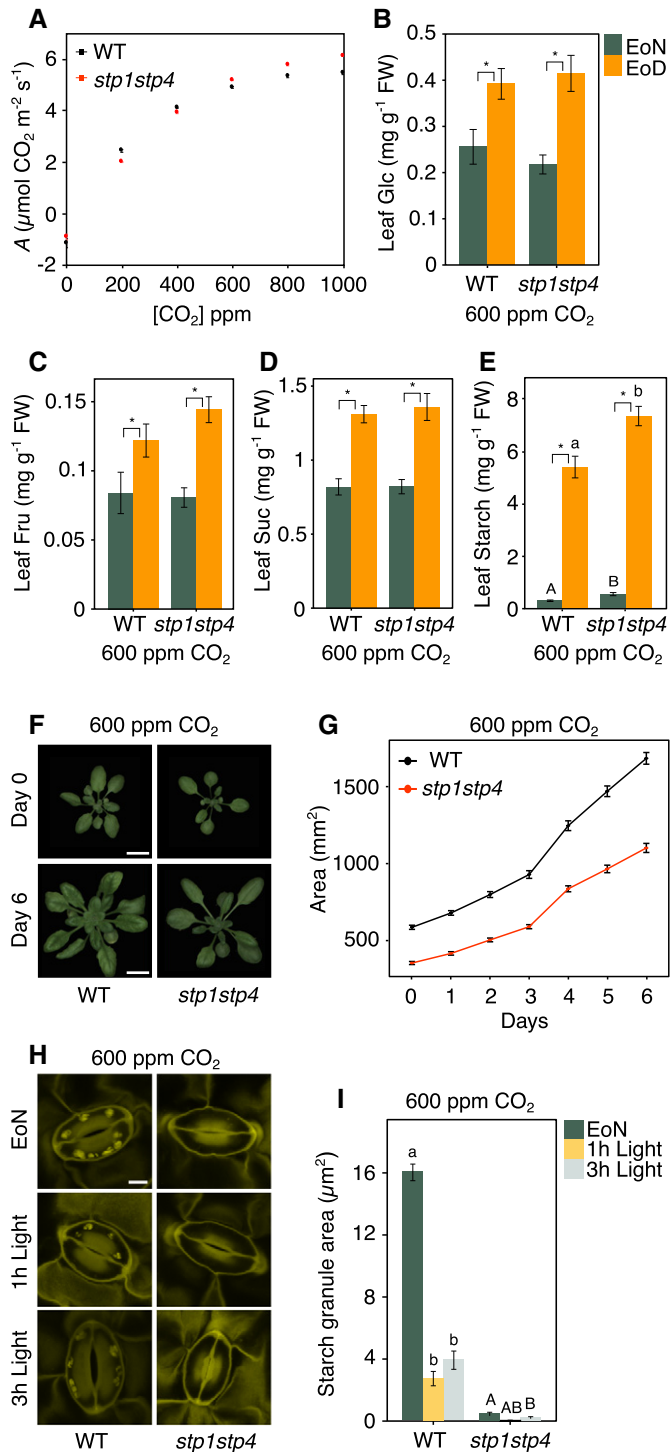 A
WT
stp1stp4
A (µmol CO2 m-2 s-1)
6
4
2
0
-2
0
200
400
600
800
1000
[CO2] ppm
B
EoN
EoD
Leaf Glc (mg g-1 FW)
0.5
0.4
0.3
0.2
0.1
0
*
*
WT
stp1stp4
600 ppm CO2
C
Leaf Fru (mg g-1 FW)
0.15
0.1
0.05
0
*
*
WT
stp1stp4
600 ppm CO2
D
Leaf Suc (mg g-1 FW)
1.5
1
0.5
0
*
*
WT
stp1stp4
600 ppm CO2
E
Leaf Starch (mg g-1 FW)
8
6
4
2
0
A
* a
B
* b
WT
stp1stp4
600 ppm CO2
F
600 ppm CO2
Day 0
Day 6
WT
stp1stp4
G
600 ppm CO2
WT
stp1stp4
Area (mm2)
1500
1000
500
0
1
2
3
4
5
6
Days
H
600 ppm CO2
EoN
1h Light
3h Light
WT
stp1stp4
I
600 ppm CO2
EoN
1h Light
3h Light
Starch granule area (µm2)
16
12
8
4
0
a
b
b
A
AB
B
WT
stp1stp4